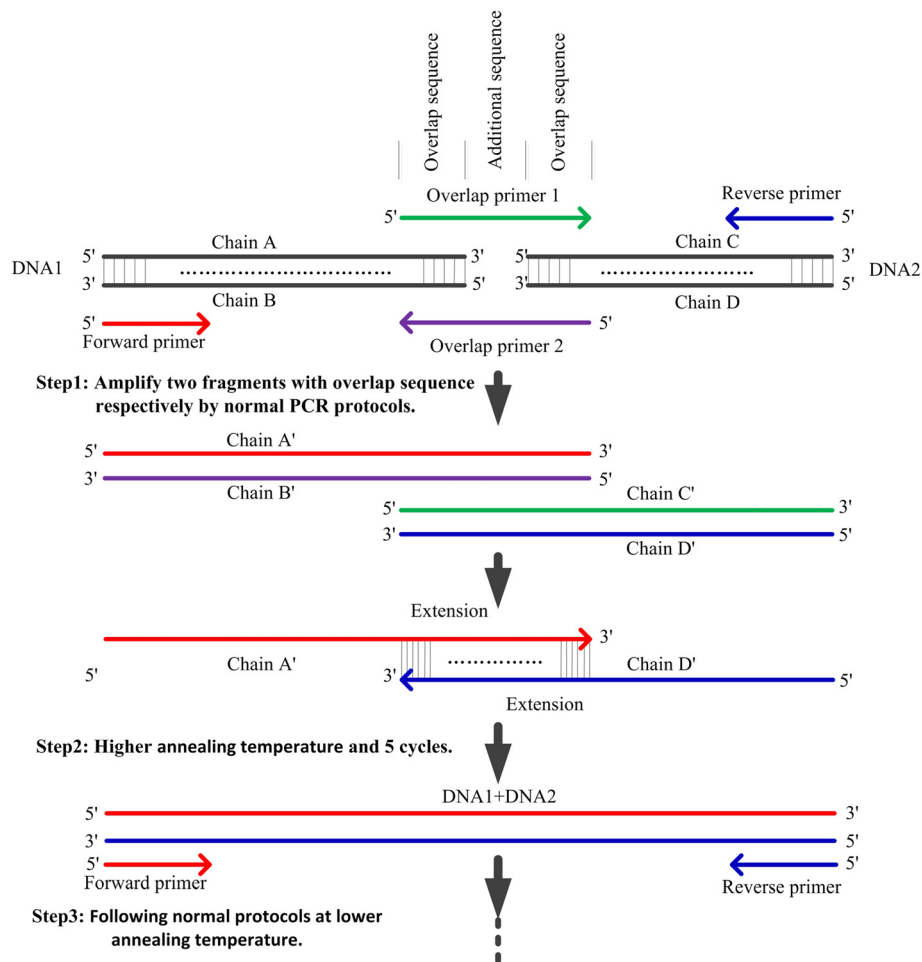 Overlap sequence
Additional sequence
Overlap sequence
Overlap primer 1
Reverse primer
5'
5'
5'
Chain A
3'
5'
Chain C
3'
DNA1
DNA2
3'
Chain B
5'
3'
Chain D
5'
5'
Forward primer
Overlap primer 2
5'
Step1: Amplify two fragments with overlap sequence
respectively by normal PCR protocols.
5'
Chain A'
3'
3'
Chain B'
5'
5'
Chain C'
3'
3'
Chain D'
5'
Extension
3'
5'
Chain A'
3'
Chain D'
5'
Extension
Step2: Higher annealing temperature and 5 cycles.
DNA1+DNA2
5'
3'
3'
5'
5'
5'
Forward primer
Reverse primer
Step3: Following normal protocols at lower
annealing temperature.